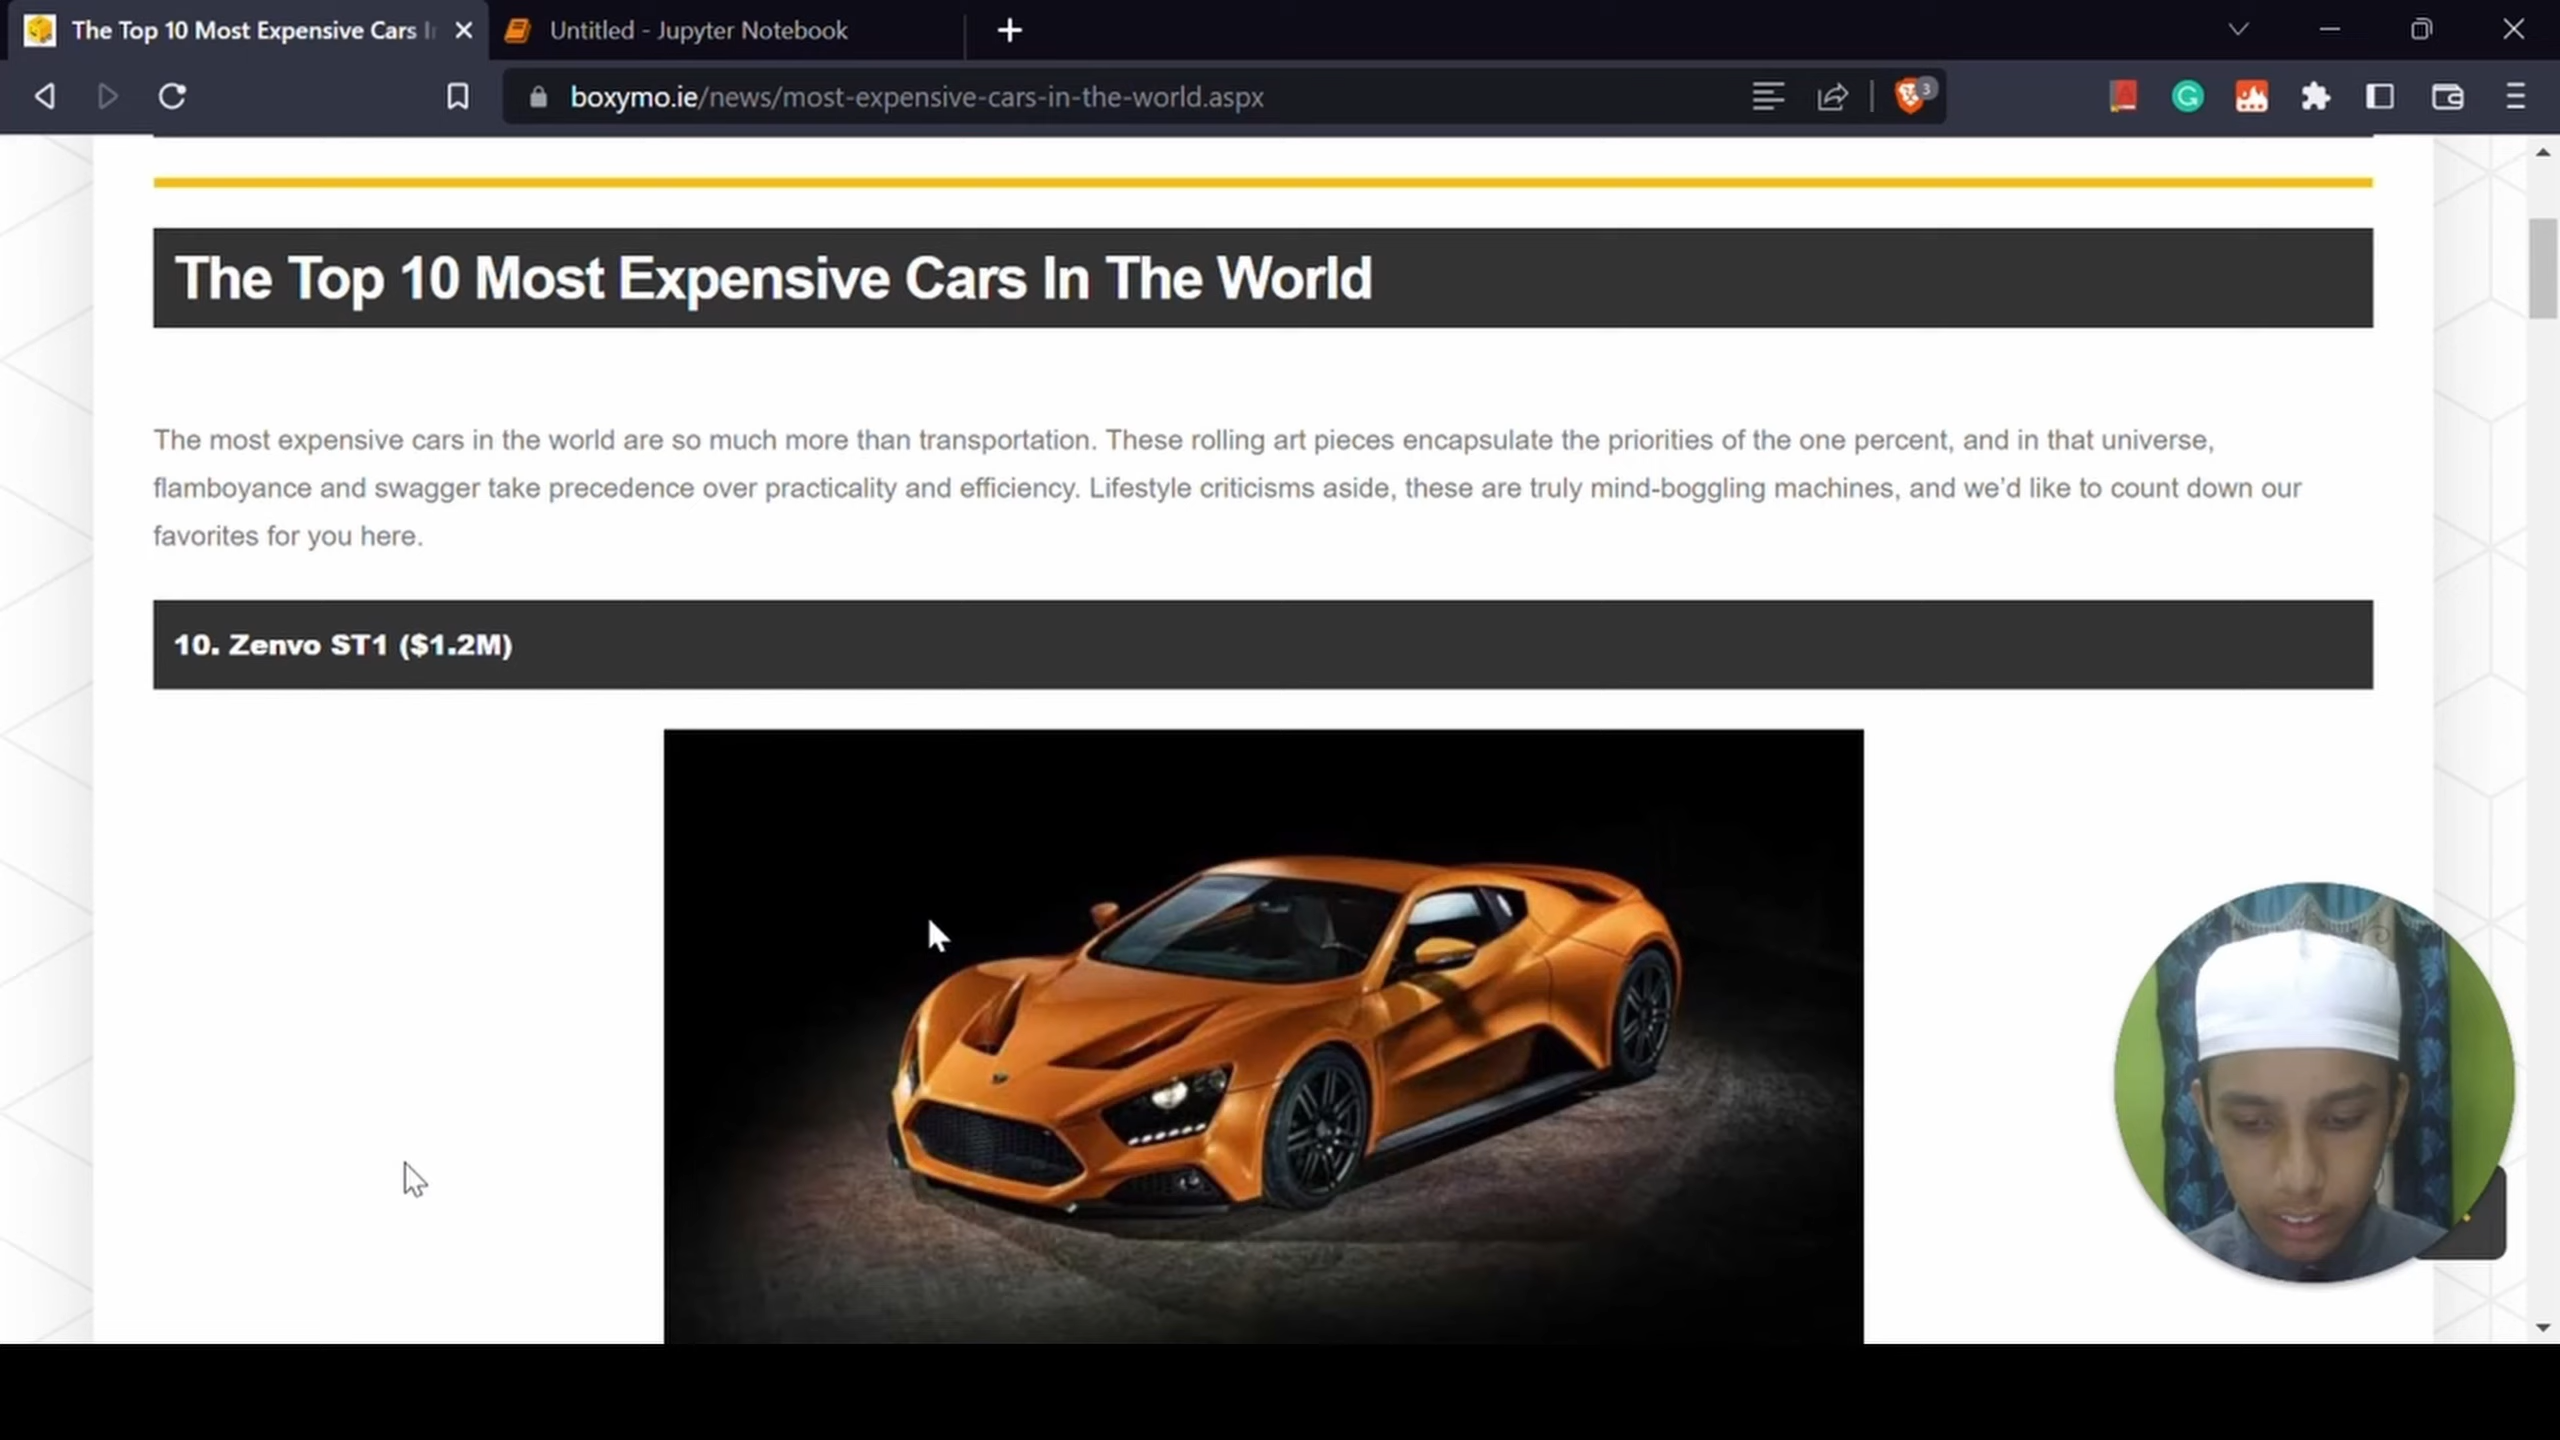 The Top 10 Most Expensive Cars In
Untitled - Jupyter Notebook
boxymo.ie/news/most-expensive-cars-in-the-world.aspx
3
The Top 10 Most Expensive Cars In The World
The most expensive cars in the world are so much more than transportation. These rolling art pieces encapsulate the priorities of the one percent, and in that universe,
flamboyance and swagger take precedence over practicality and efficiency. Lifestyle criticisms aside, these are truly mind-boggling machines, and we'd like to count down our
favorites for you here.
10. Zenvo ST1 ($1.2M)